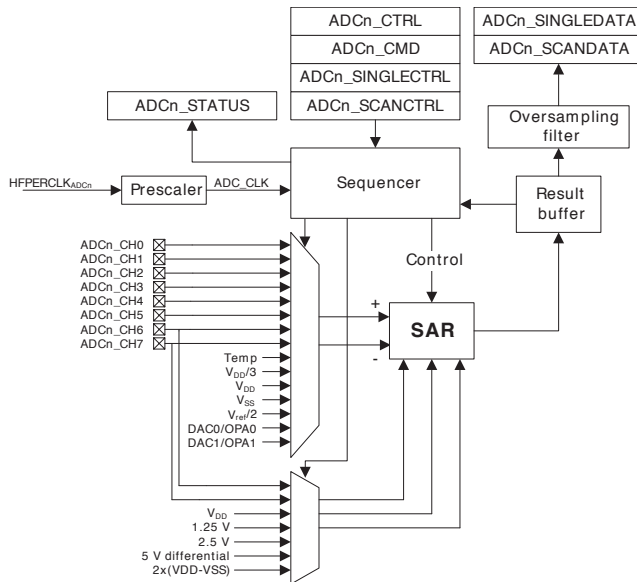 ADCn_CTRL
ADCn_CMD
ADCn_SINGLECTRL
ADCn_SCANCTRL
ADCn_SINGLEDATA
ADCn_SCANDATA
ADCn_STATUS
Oversampling
filter
HFPERCLKADCn
Prescaler
ADC_CLK
Sequencer
Result
buffer
ADCn_CH0
ADCn_CH1
ADCn_CH2
ADCn_CH3
ADCn_CH4
ADCn_CH5
ADCn_CH6
ADCn_CH7
Control
+
SAR
-
Temp
VDD/3
VDD
VSS
Vref/2
DAC0/OPA0
DAC1/OPA1
VDD
1.25 V
2.5 V
5 V differential
2x(VDD-VSS)